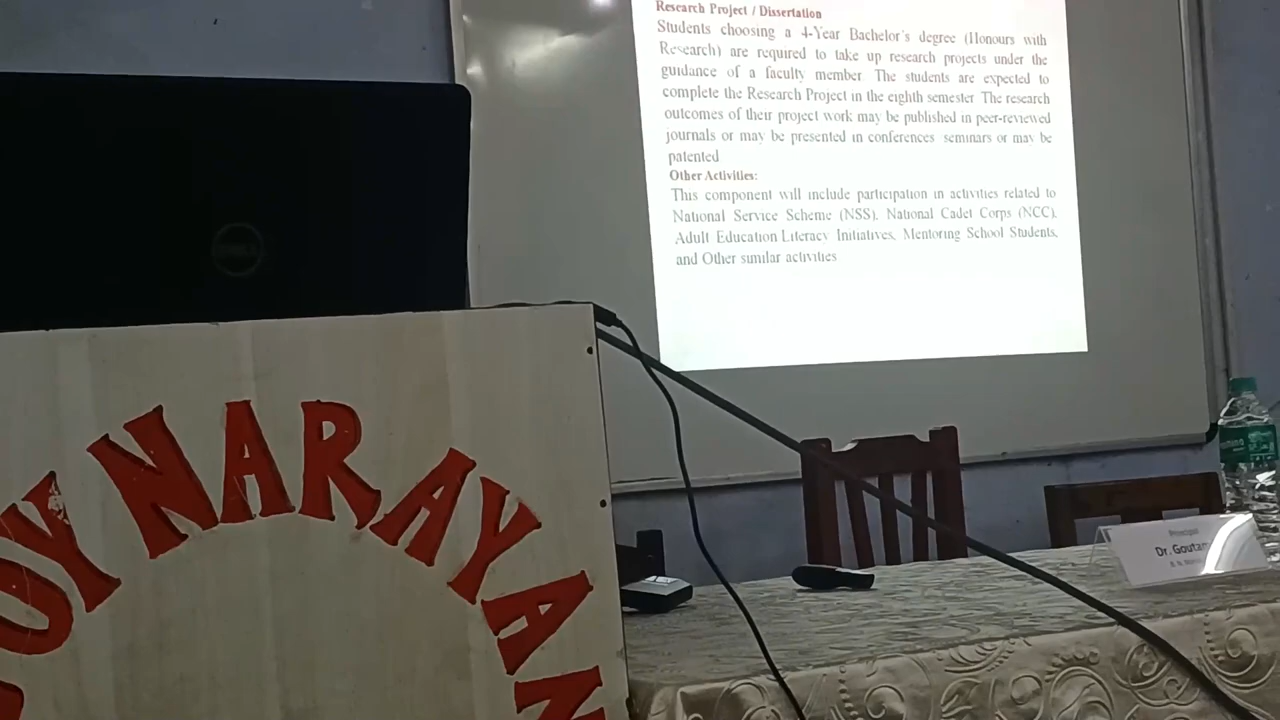 Research Project / Dissertation
Students choosing a 4-Year Bachelor's degree (Honours with
Research) are required to take up research projects under the
guidance of a faculty member. The students are expected to
complete the Research Project in the eighth semester. The research
outcomes of their project work may be published in peer-reviewed
journals or may be presented in conferences seminars or may be
patented
Other Activities:
This component will include participation in activities related to
National Service Scheme (NSS), National Cadet Corps (NCC),
Adult Education Literacy Initiatives, Mentoring School Students,
and Other similar activities
OY NARAYAN
DELL
Principal
Dr. Goutam